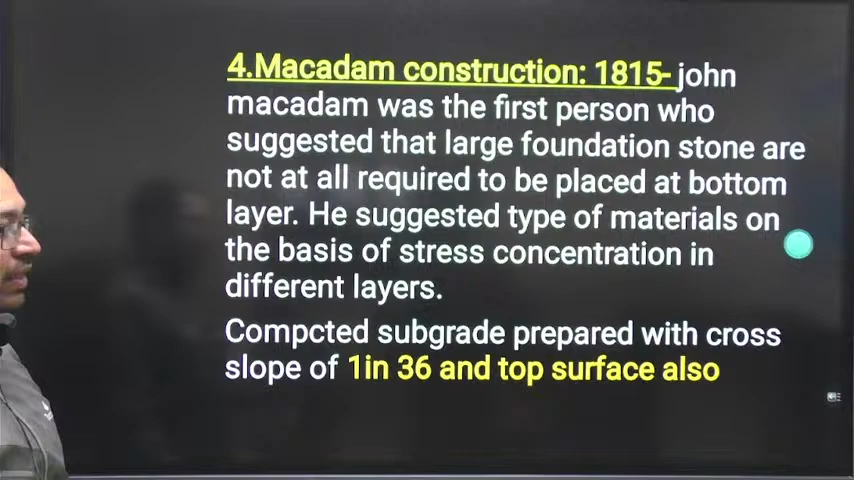 4.Macadam construction: 1815- john
macadam was the first person who
suggested that large foundation stone are
not at all required to be placed at bottom
layer. He suggested type of materials on
the basis of stress concentration in
different layers.
Compcted subgrade prepared with cross
slope of 1in 36 and top surface also